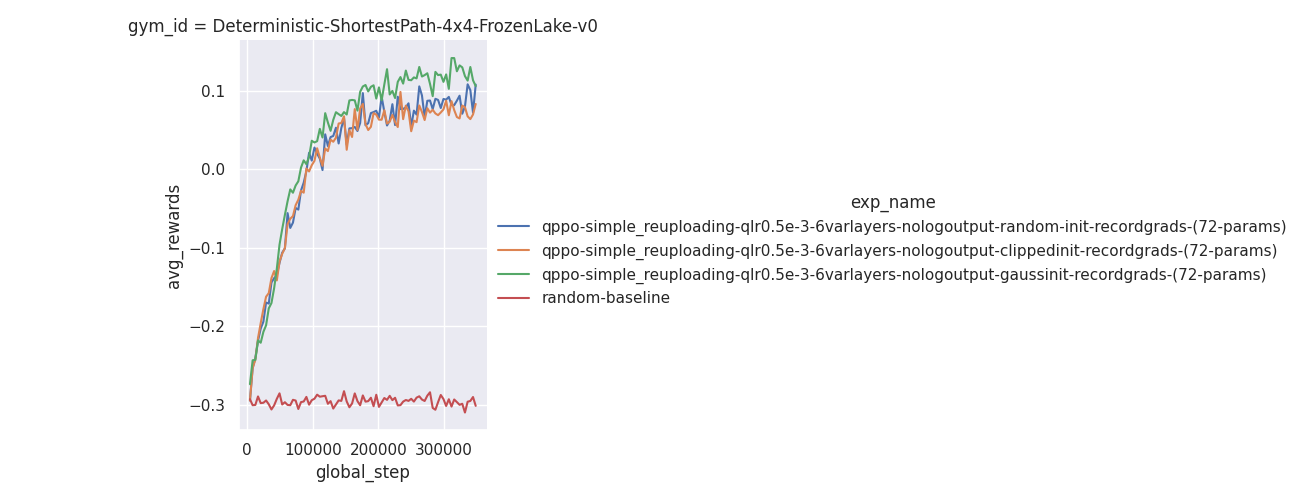 gym_id = Deterministic-ShortestPath-4x4-FrozenLake-v0
avg_rewards
0.1
0.0
−0.1
−0.2
−0.3
0 100000 200000 300000
global_step
exp_name
qppo-simple_reuploading-qlr0.5e-3-6varlayers-nologoutput-random-init-recordgrads-(72-params)
qppo-simple_reuploading-qlr0.5e-3-6varlayers-nologoutput-clippedinit-recordgrads-(72-params)
qppo-simple_reuploading-qlr0.5e-3-6varlayers-nologoutput-gaussinit-recordgrads-(72-params)
random-baseline